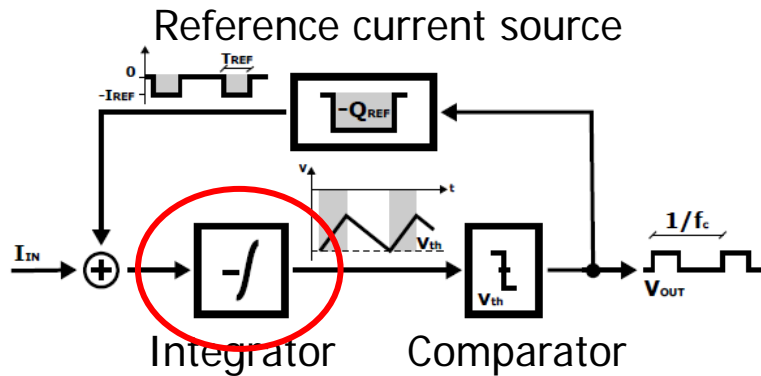 Reference current source
TREF
0
-IREF
-QREF
V
t
Vth
1/fc
IIN
+
-∫
Vth
VOUT
Integrator Comparator